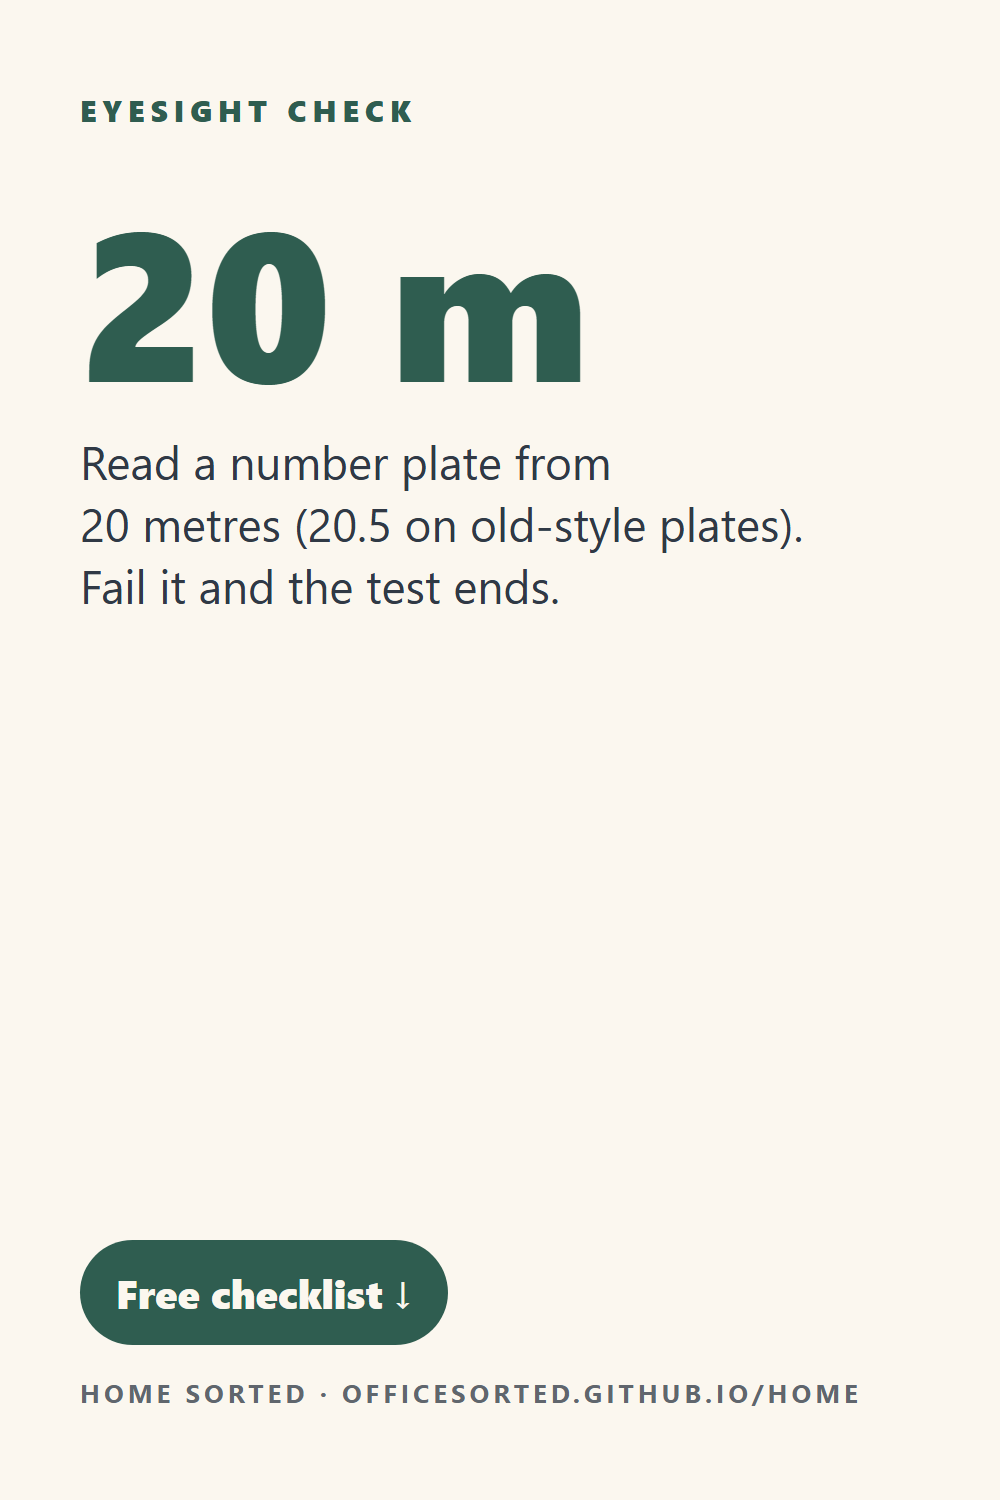 EYESIGHT CHECK
20 m
Read a number plate from
20 metres (20.5 on old-style plates).
Fail it and the test ends.
Free checklist ↓
HOME SORTED · OFFICESORTED.GITHUB.IO/HOME